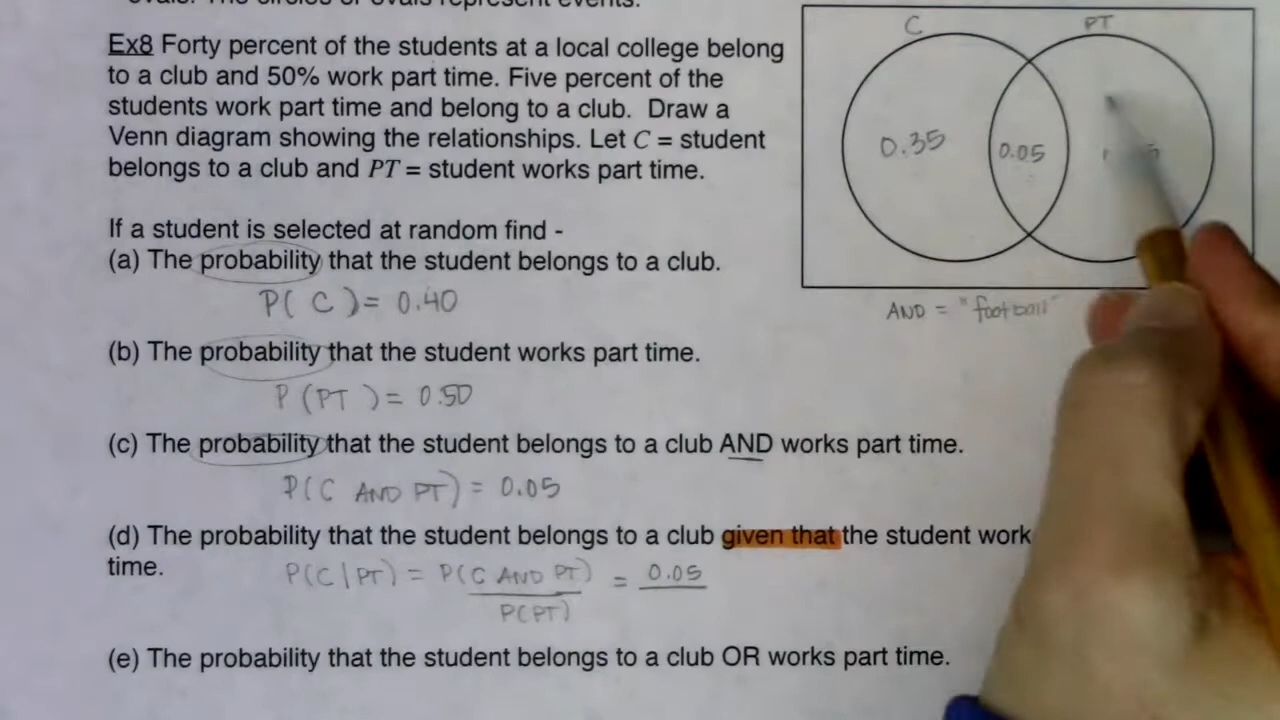 Ex8 Forty percent of the students at a local college belong
to a club and 50% work part time. Five percent of the
students work part time and belong to a club. Draw a
Venn diagram showing the relationships. Let C = student
belongs to a club and PT = student works part time.
C PT
0.35 0.05
AND = "football"
If a student is selected at random find -
(a) The probability that the student belongs to a club.
P( C ) = 0.40
(b) The probability that the student works part time.
P (PT ) = 0.50
(c) The probability that the student belongs to a club AND works part time.
P(C AND PT) = 0.05
(d) The probability that the student belongs to a club given that the student work
time.
P(C|PT) = P(C AND PT) = 0.05
P(PT)
(e) The probability that the student belongs to a club OR works part time.